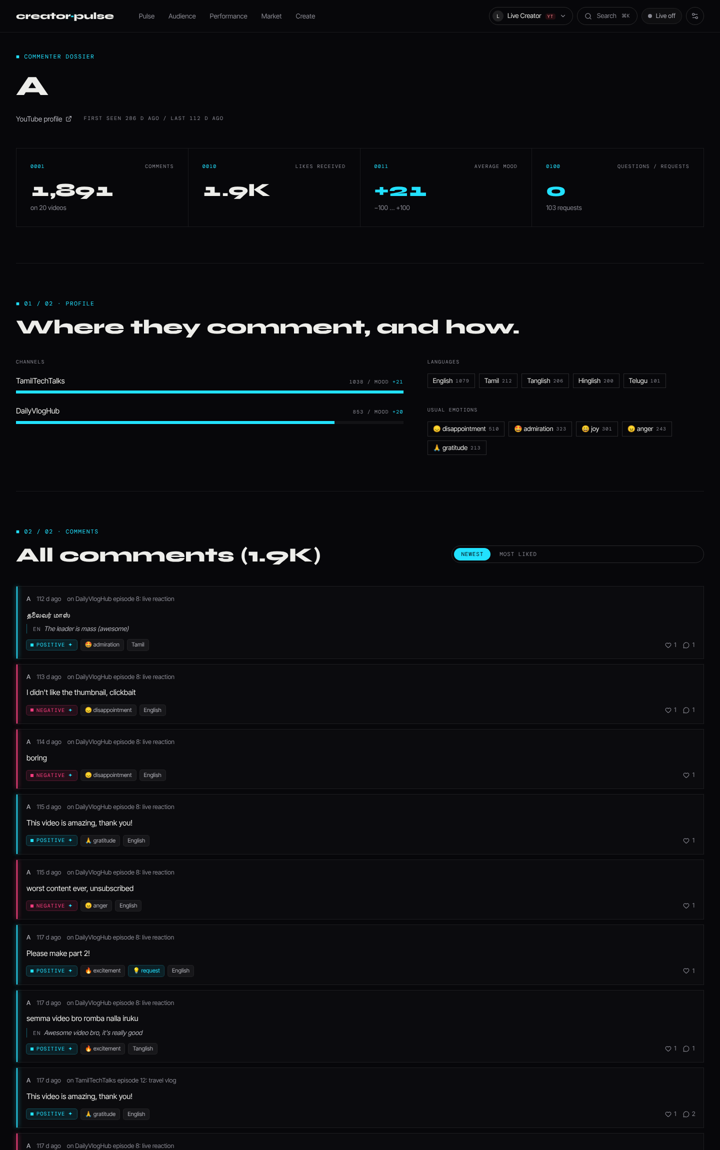 creator·pulse Pulse Audience Performance Market Create L Live Creator YT Search ⌘K Live off
COMMENTER DOSSIER
A
YouTube profile FIRST SEEN 288 D AGO / LAST 112 D AGO
0001 COMMENTS
1,891
on 20 videos
0010 LIKES RECEIVED
1.9K
0011 AVERAGE MOOD
+21
−100 … +100
0100 QUESTIONS / REQUESTS
0
103 requests
01 / 02 · PROFILE
Where they comment, and how.
CHANNELS
TamilTechTalks 1038 / MOOD +21
DailyVlogHub 853 / MOOD +20
LANGUAGES
English 1079 Tamil 212 Tanglish Hinglish Telugu 101
USUAL EMOTIONS
😞 disappointment 510 🤩 admiration 323 😄 joy 301 😠 anger 243
🙏 gratitude 213
02 / 02 · COMMENTS
All comments (1.9K)
NEWEST MOST LIKED
A 112 d ago on DailyVlogHub episode 8: live reaction
தலைவர் மாஸ்
EN The leader is mass (awesome)
POSITIVE + 🤩 admiration Tamil 1 1
A 113 d ago on DailyVlogHub episode 8: live reaction
I didn't like the thumbnail, clickbait
NEGATIVE + 😞 disappointment English 1 1
A 114 d ago on DailyVlogHub episode 8: live reaction
boring
NEGATIVE + 😞 disappointment English 1
A 115 d ago on DailyVlogHub episode 8: live reaction
This video is amazing, thank you!
POSITIVE + 🙏 gratitude English 1
A 115 d ago on DailyVlogHub episode 8: live reaction
worst content ever, unsubscribed
NEGATIVE + 😠 anger English 1
A 117 d ago on DailyVlogHub episode 8: live reaction
Please make part 2!
POSITIVE + 🔥 excitement 💡 request English 1
A 117 d ago on DailyVlogHub episode 8: live reaction
semma video bro romba nalla iruku
EN Awesome video bro, it's really good
POSITIVE + 🔥 excitement Tanglish 1 1
A 117 d ago on TamilTechTalks episode 12: travel vlog
This video is amazing, thank you!
POSITIVE + 🙏 gratitude English 1 2
A 117 d ago on DailyVlogHub episode 8: live reaction